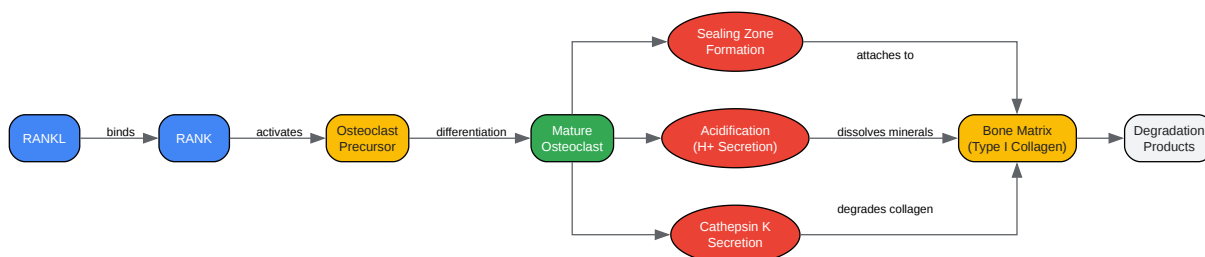 Sealing Zone
Formation
attaches to
RANKL
binds
RANK
activates
Osteoclast
Precursor
differentiation
Mature
Osteoclast
Acidification
(H+ Secretion)
dissolves minerals
Bone Matrix
(Type I Collagen)
Degradation
Products
degrades collagen
Cathepsin K
Secretion